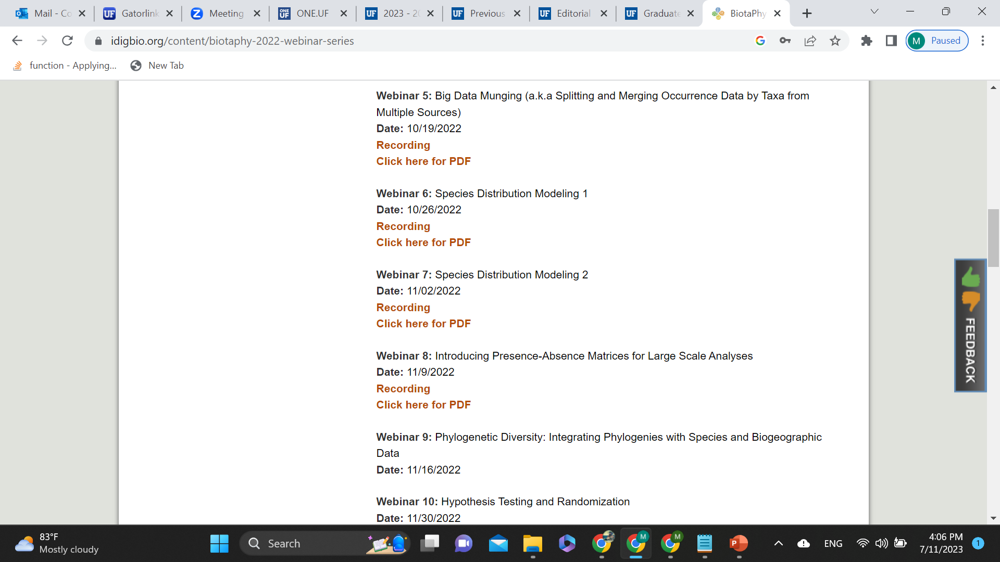 Mail - Co
Gatorlink
Meeting
ONE.UF
2023 - 20
Previous
Editorial
Graduate
BiotaPhy
idigbio.org/content/biotaphy-2022-webinar-series
M Paused
function - Applying...
New Tab
Webinar 5: Big Data Munging (a.k.a Splitting and Merging Occurrence Data by Taxa from
Multiple Sources)
Date: 10/19/2022
Recording
Click here for PDF
Webinar 6: Species Distribution Modeling 1
Date: 10/26/2022
Recording
Click here for PDF
Webinar 7: Species Distribution Modeling 2
Date: 11/02/2022
Recording
Click here for PDF
Webinar 8: Introducing Presence-Absence Matrices for Large Scale Analyses
Date: 11/9/2022
Recording
Click here for PDF
Webinar 9: Phylogenetic Diversity: Integrating Phylogenies with Species and Biogeographic
Data
Date: 11/16/2022
Webinar 10: Hypothesis Testing and Randomization
Date: 11/30/2022
FEEDBACK
83°F
Mostly cloudy
Search
ENG
4:06 PM
7/11/2023
1